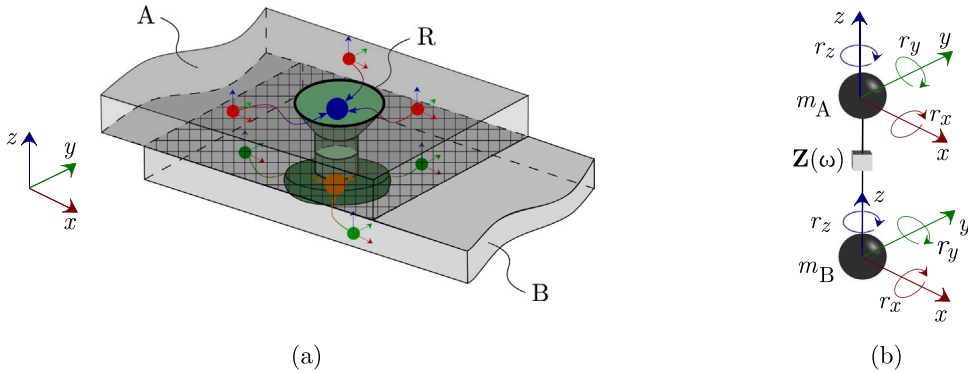 A
R
z
y
x
B
(a)
z
r_z
r_y
y
m_A
r_x
x
Z(ω)
z
r_z
y
r_y
m_B
r_x
x
(b)